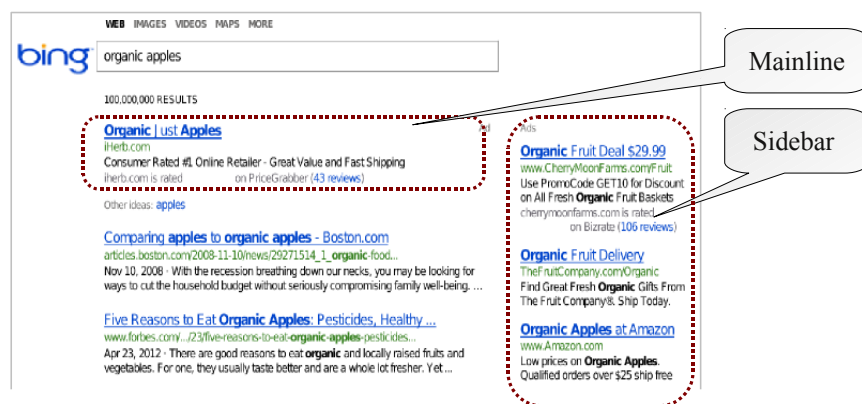 WEB IMAGES VIDEOS MAPS MORE
bing
organic apples
100,000,000 RESULTS
Organic Just Apples
Ad
iHerb.com
Consumer Rated #1 Online Retailer - Great Value and Fast Shipping
iherb.com is rated on PriceGrabber (43 reviews)
Other ideas: apples
Comparing apples to organic apples - Boston.com
articles.boston.com/2008-11-10/news/29271514_1_organic-food...
Nov 10, 2008 · With the recession breathing down our necks, you may be looking for
ways to cut the household budget without seriously compromising family well-being. ...
Five Reasons to Eat Organic Apples: Pesticides, Healthy ...
www.forbes.com/.../23/five-reasons-to-eat-organic-apples-pesticides...
Apr 23, 2012 · There are good reasons to eat organic and locally raised fruits and
vegetables. For one, they usually taste better and are a whole lot fresher. Yet ...
Ads
Organic Fruit Deal $29.99
www.CherryMoonFarms.com/Fruit
Use PromoCode GET10 for Discount
on All Fresh Organic Fruit Baskets
cherrymoonfarms.com is rated
on Bizrate (106 reviews)
Organic Fruit Delivery
TheFruitCompany.com/Organic
Find Great Fresh Organic Gifts From
The Fruit Company®. Ship Today.
Organic Apples at Amazon
www.Amazon.com
Low prices on Organic Apples.
Qualified orders over $25 ship free
Mainline
Sidebar